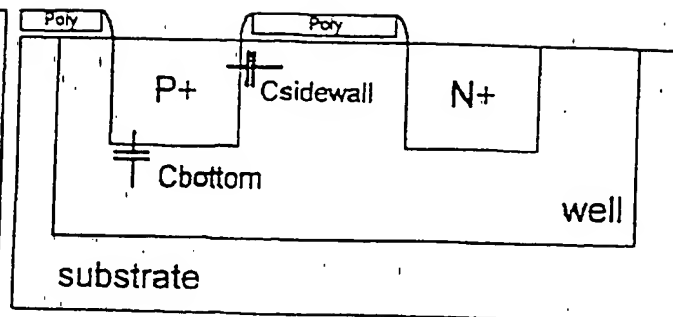 Poly
Poly
P+
Csidewall
N+
Cbottom
well
substrate